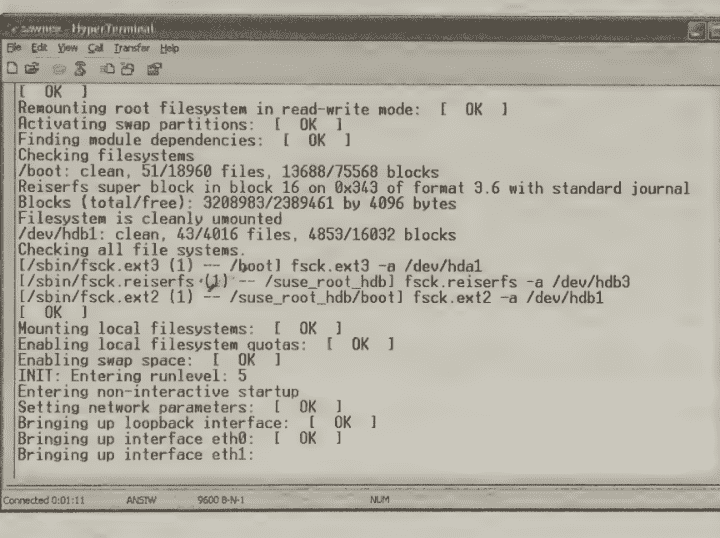 HyperTerminal
File Edit View Call Transfer Help
[  OK  ]
Remounting root filesystem in read-write mode:  [  OK  ]
Activating swap partitions:  [  OK  ]
Finding module dependencies:  [  OK  ]
Checking filesystems
/boot: clean, 51/18960 files, 13688/75568 blocks
Reiserfs super block in block 16 on 0x343 of format 3.6 with standard journal
Blocks (total/free): 3208983/2389461 by 4096 bytes
Filesystem is cleanly umounted
/dev/hdb1: clean, 43/4016 files, 4853/16032 blocks
Checking all file systems.
[/sbin/fsck.ext3 (1) -- /boot] fsck.ext3 -a /dev/hda1
[/sbin/fsck.reiserfs (1) -- /suse_root_hdb] fsck.reiserfs -a /dev/hdb3
[/sbin/fsck.ext2 (1) -- /suse_root_hdb/boot] fsck.ext2 -a /dev/hdb1
[  OK  ]
Mounting local filesystems:  [  OK  ]
Enabling local filesystem quotas:  [  OK  ]
Enabling swap space:  [  OK  ]
INIT: Entering runlevel: 5
Entering non-interactive startup
Setting network parameters:  [  OK  ]
Bringing up loopback interface:  [  OK  ]
Bringing up interface eth0:  [  OK  ]
Bringing up interface eth1:
Connected 0:01:11 ANSIW 9600 8-N-1 NUM